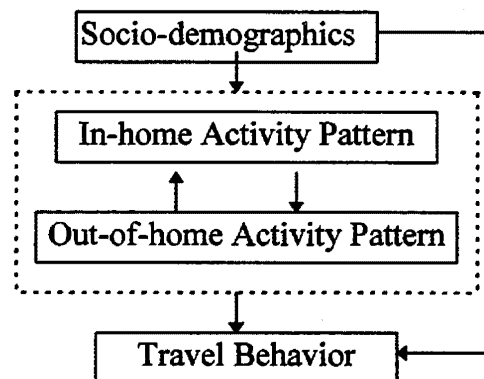 Socio-demographics
In-home Activity Pattern
Out-of-home Activity Pattern
Travel Behavior